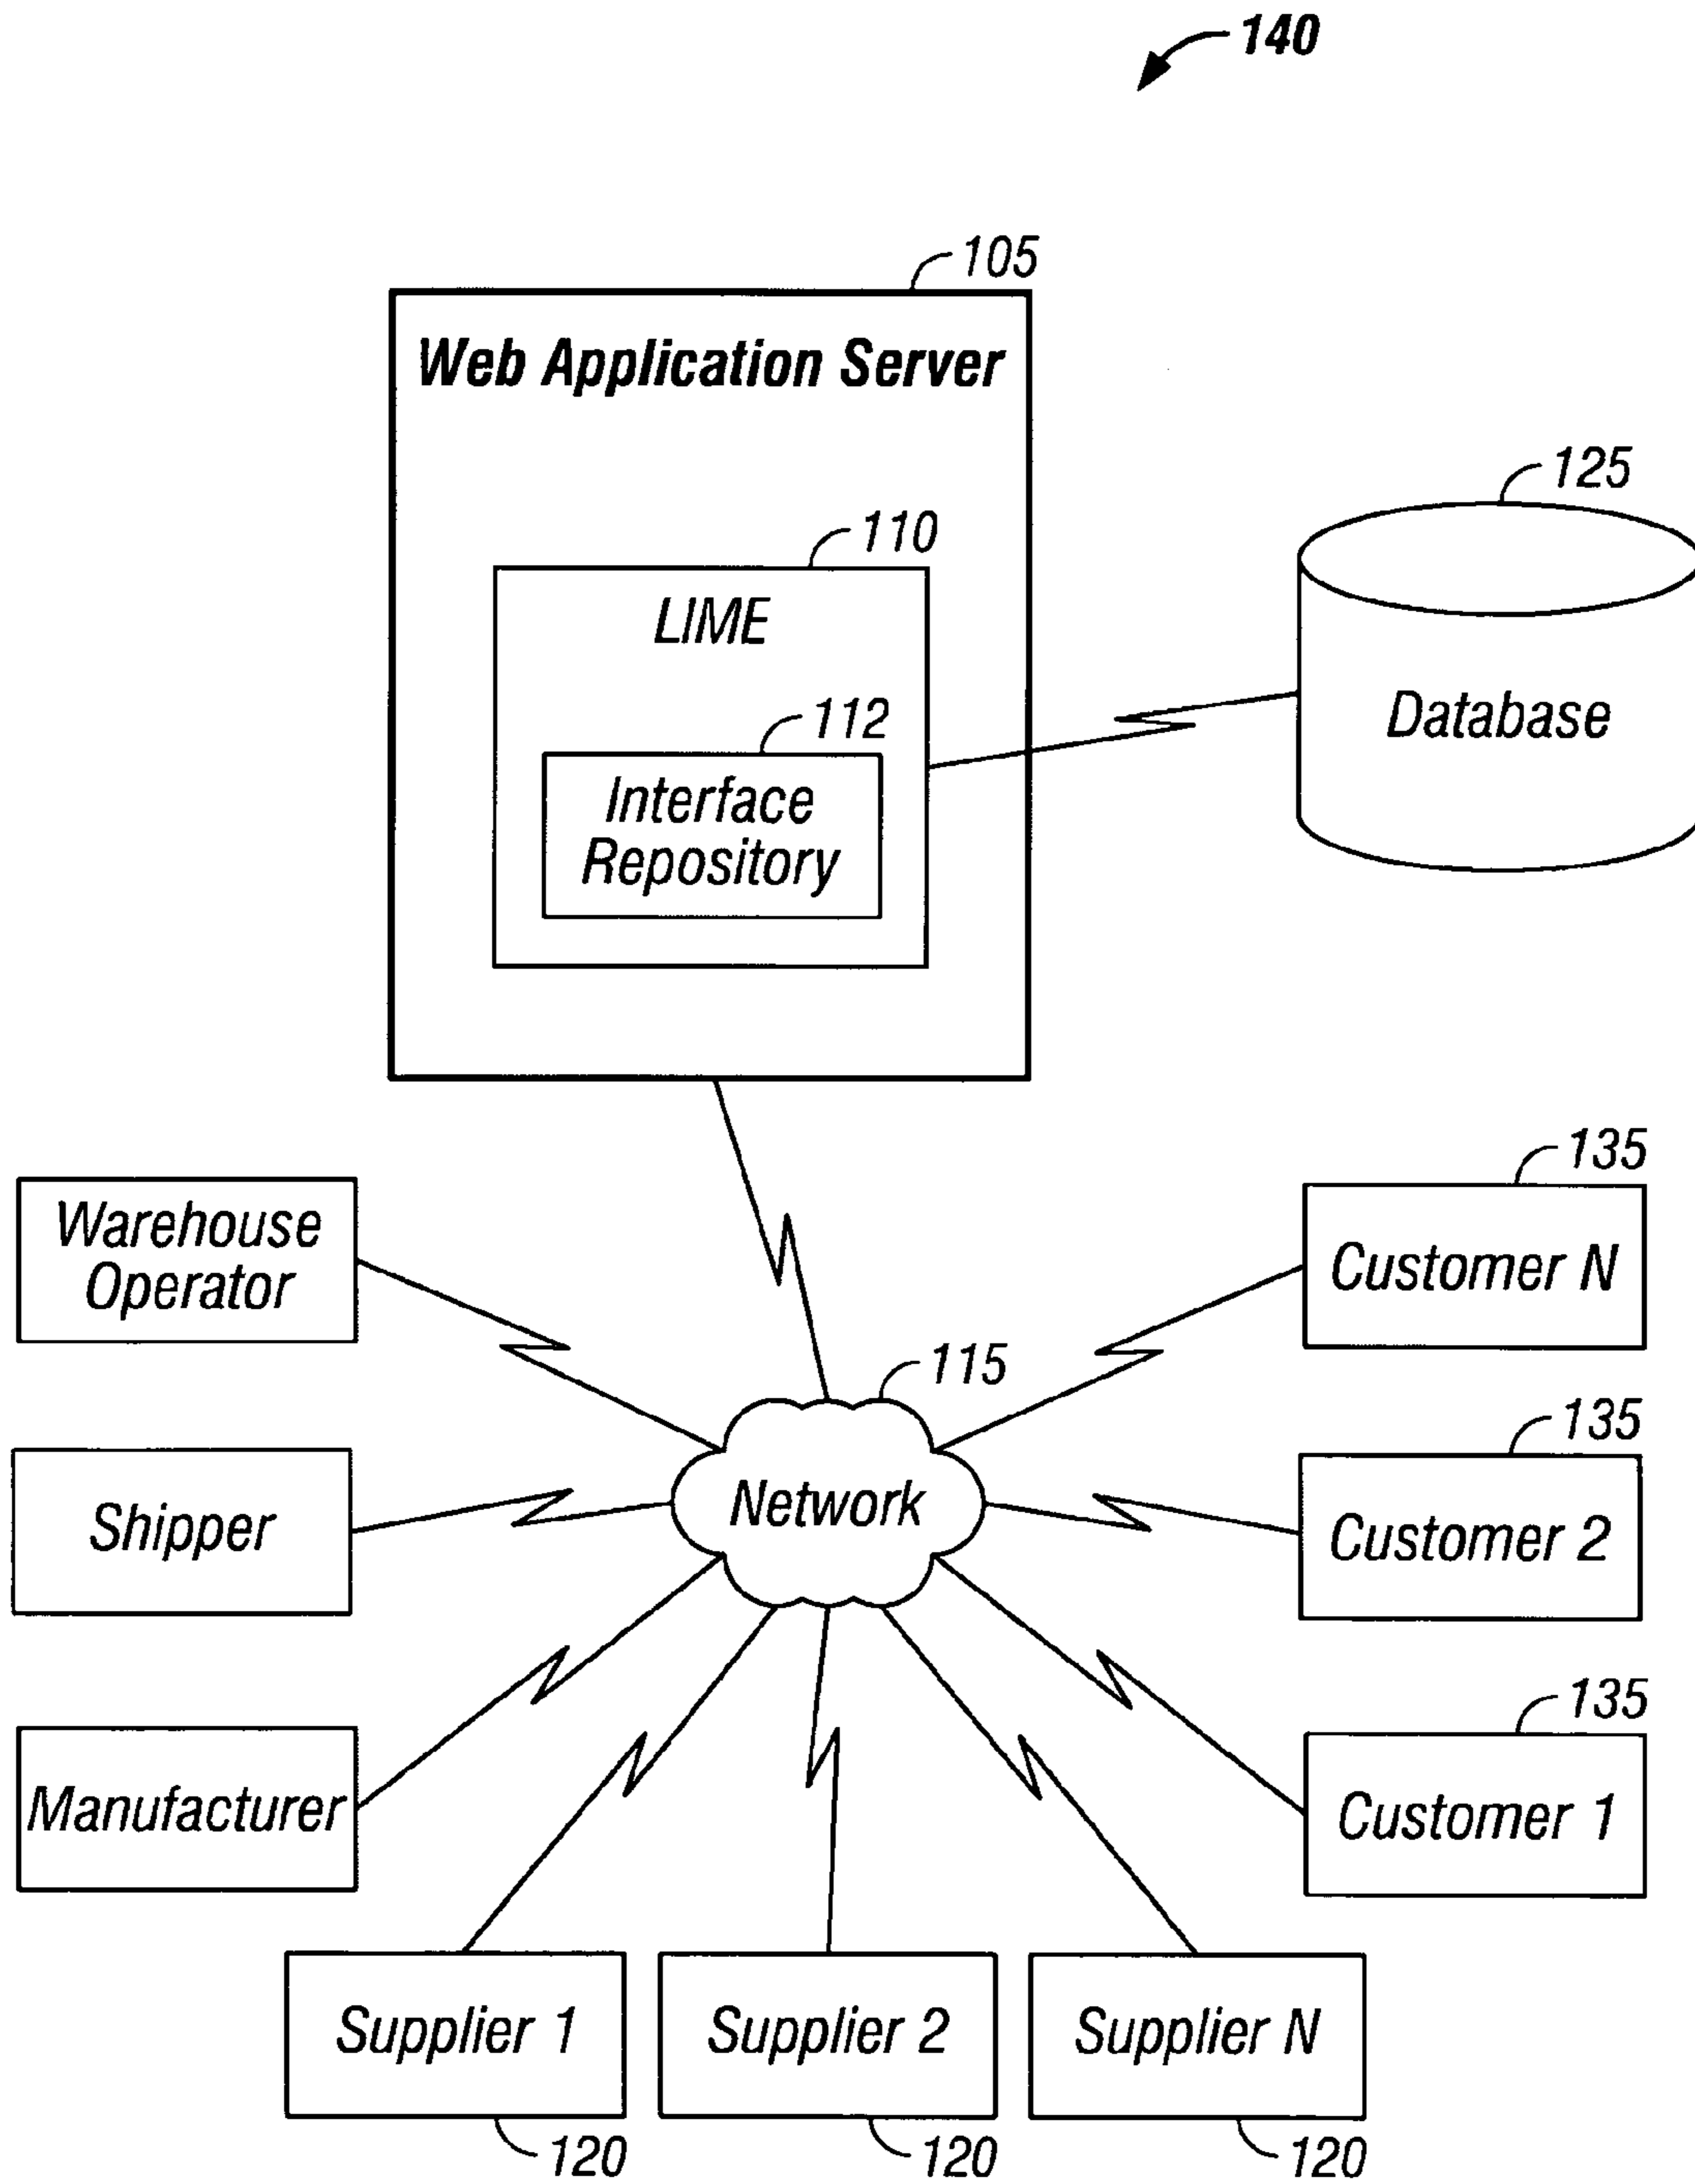 140
105
Web Application Server
125
110
LIME
112
Interface
Repository
Database
135
Warehouse
Operator
Customer N
115
135
Network
Shipper
Customer 2
135
Manufacturer
Customer 1
Supplier 1
Supplier 2
Supplier N
120
120
120